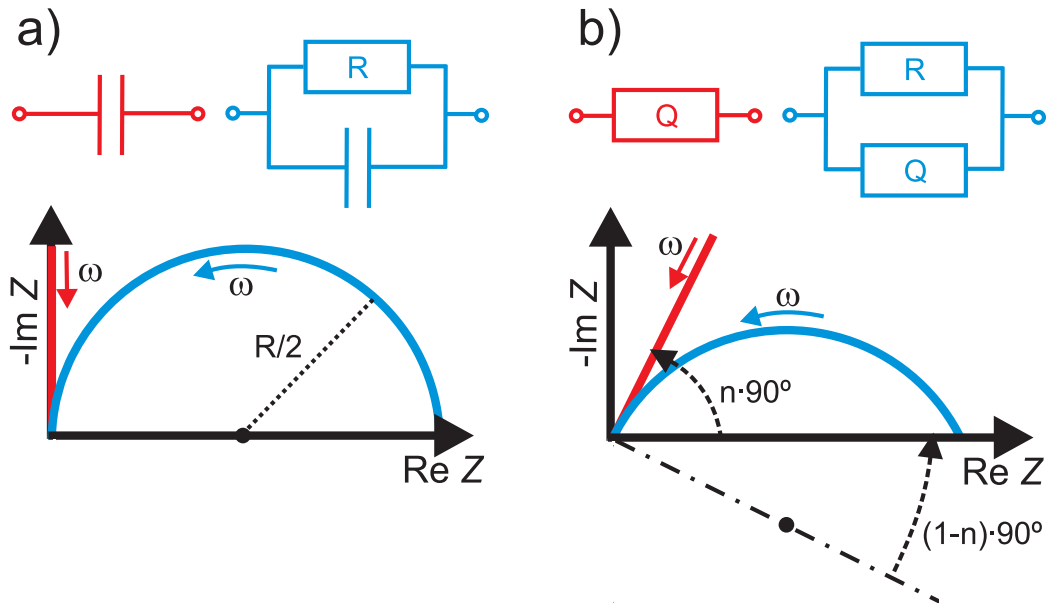 a)
R
ω
ω
R/2
-Im Z
Re Z
b)
Q
R
Q
ω
ω
n·90º
-Im Z
Re Z
(1-n)·90º